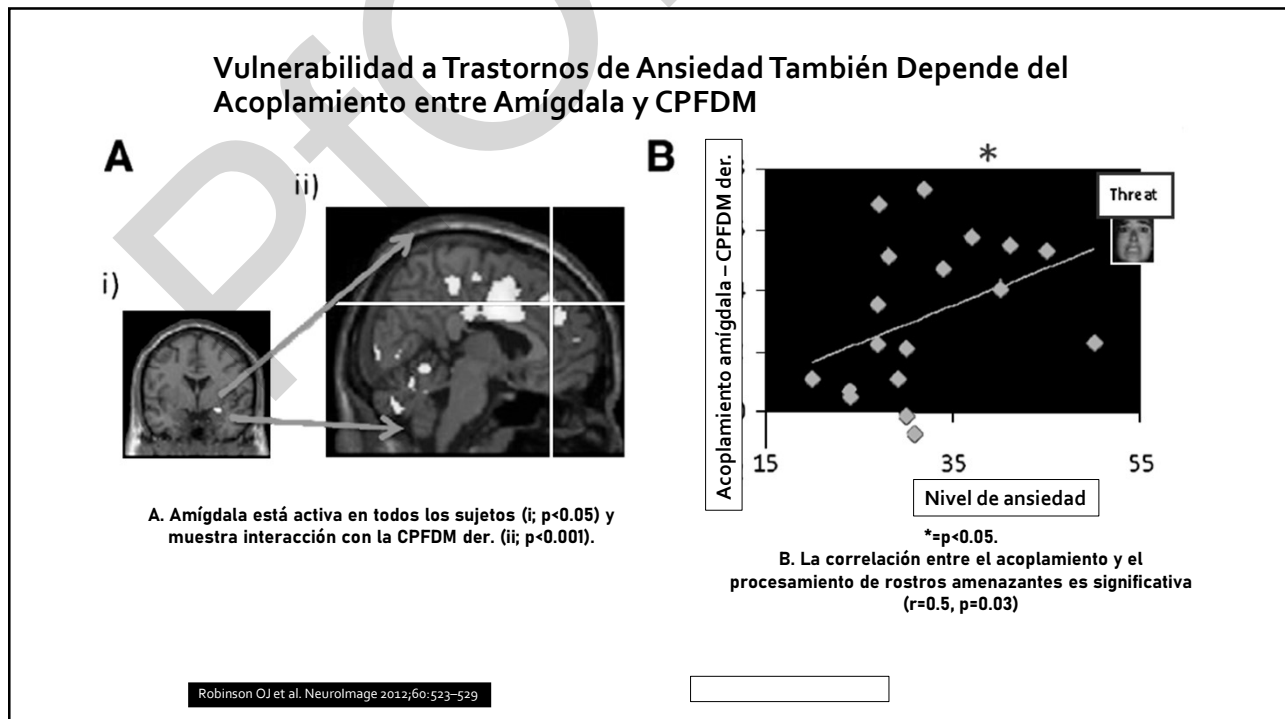 Vulnerabilidad a Trastornos de Ansiedad También Depende del
Acoplamiento entre Amígdala y CPFDM
A
i)
ii)
A. Amígdala está activa en todos los sujetos (i; p<0.05) y
muestra interacción con la CPFDM der. (ii; p<0.001).
B
Acoplamiento amígdala – CPFDM der.
*
Threat
15
35
55
Nivel de ansiedad
*=p<0.05.
B. La correlación entre el acoplamiento y el
procesamiento de rostros amenazantes es significativa
(r=0.5, p=0.03)
Robinson OJ et al. NeuroImage 2012;60:523–529